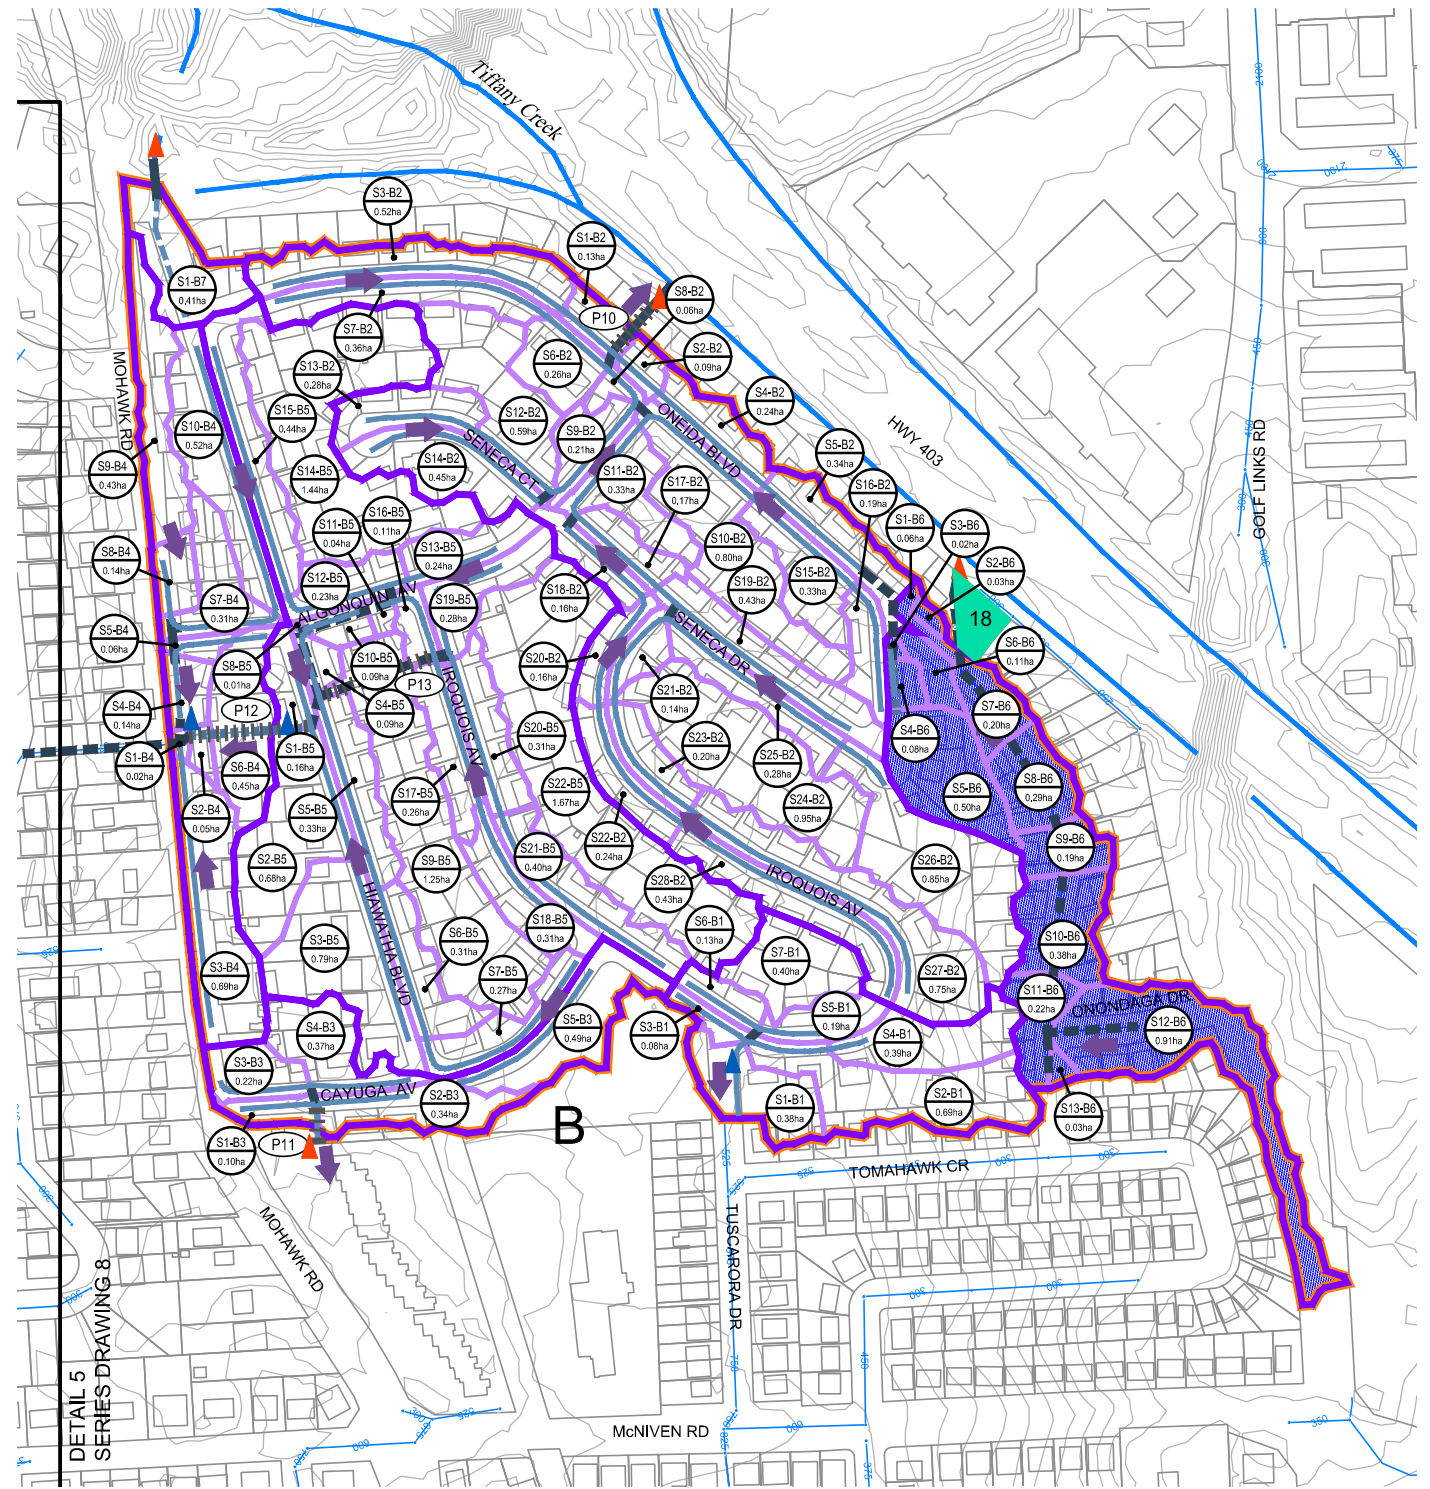 Tiffany Creek
S3-B2
0.52ha
S1-B2
0.13ha
S1-B7
0.41ha
S8-B2
0.06ha
P10
S7-B2
0.36ha
S2-B2
0.09ha
S6-B2
0.26ha
S13-B2
0.28ha
S4-B2
0.24ha
MOHAWK RD
S12-B2
0.59ha
S15-B5
0.44ha
S10-B4
0.52ha
S9-B2
0.21ha
ONEIDA BLVD
HWY 403
GOLF LINKS RD
S9-B4
0.43ha
S14-B5
1.44ha
S14-B2
0.45ha
SENECA CT
S11-B2
0.33ha
S17-B2
0.17ha
S5-B2
0.34ha
S16-B2
0.19ha
S16-B5
0.11ha
S11-B5
0.04ha
S1-B6
0.06ha
S3-B6
0.02ha
S10-B2
0.80ha
S8-B4
0.14ha
S13-B5
0.24ha
S2-B6
0.03ha
S15-B2
0.33ha
S19-B2
0.43ha
S12-B5
0.23ha
S18-B2
0.16ha
S7-B4
0.31ha
ALGONQUIN AV
S19-B5
0.28ha
18
S5-B4
0.06ha
SENECA DR
S6-B6
0.11ha
S20-B2
0.16ha
S10-B5
0.09ha
S8-B5
0.01ha
P13
IROQUOIS AV
S21-B2
0.14ha
S4-B4
0.14ha
P12
S4-B5
0.09ha
S7-B6
0.20ha
S4-B6
0.08ha
S20-B5
0.31ha
S23-B2
0.20ha
S25-B2
0.28ha
S1-B5
0.16ha
S1-B4
0.02ha
S6-B4
0.45ha
S22-B5
1.67ha
S17-B5
0.26ha
S24-B2
0.95ha
S5-B6
0.50ha
S8-B6
0.29ha
S2-B4
0.05ha
S5-B5
0.33ha
S22-B2
0.24ha
S9-B6
0.19ha
S21-B5
0.40ha
S2-B5
0.68ha
S9-B5
1.25ha
S26-B2
0.85ha
S28-B2
0.43ha
IROQUOIS AV
HIAWATHA BLVD
S18-B5
0.31ha
S6-B1
0.13ha
S6-B5
0.31ha
S3-B5
0.79ha
S10-B6
0.38ha
S7-B1
0.40ha
S3-B4
0.69ha
S7-B5
0.27ha
S27-B2
0.75ha
S11-B6
0.22ha
ONONDAGA DR
S5-B1
0.19ha
S12-B6
0.91ha
S5-B3
0.49ha
S3-B1
0.08ha
S4-B3
0.37ha
S4-B1
0.39ha
S3-B3
0.22ha
CAYUGA AV
S2-B3
0.34ha
S1-B1
0.38ha
S2-B1
0.69ha
S13-B6
0.03ha
B
S1-B3
0.10ha
P11
TOMAHAWK CR
MOHAWK RD
TUSCARORA DR
McNIVEN RD
DETAIL 5
SERIES DRAWING 8
2100
2100
450
450
300
525
525
300
300
300
300
450
750
600
600
525
375
350